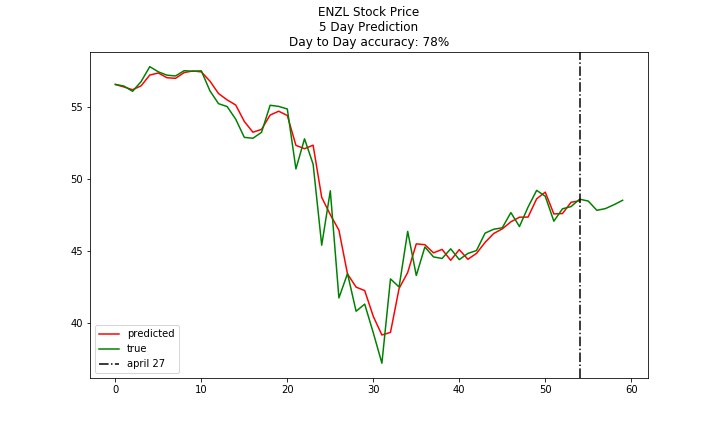 ENZL Stock Price
5 Day Prediction
Day to Day accuracy: 78%
55
50
45
40
predicted
true
april 27
0 10 20 30 40 50 60